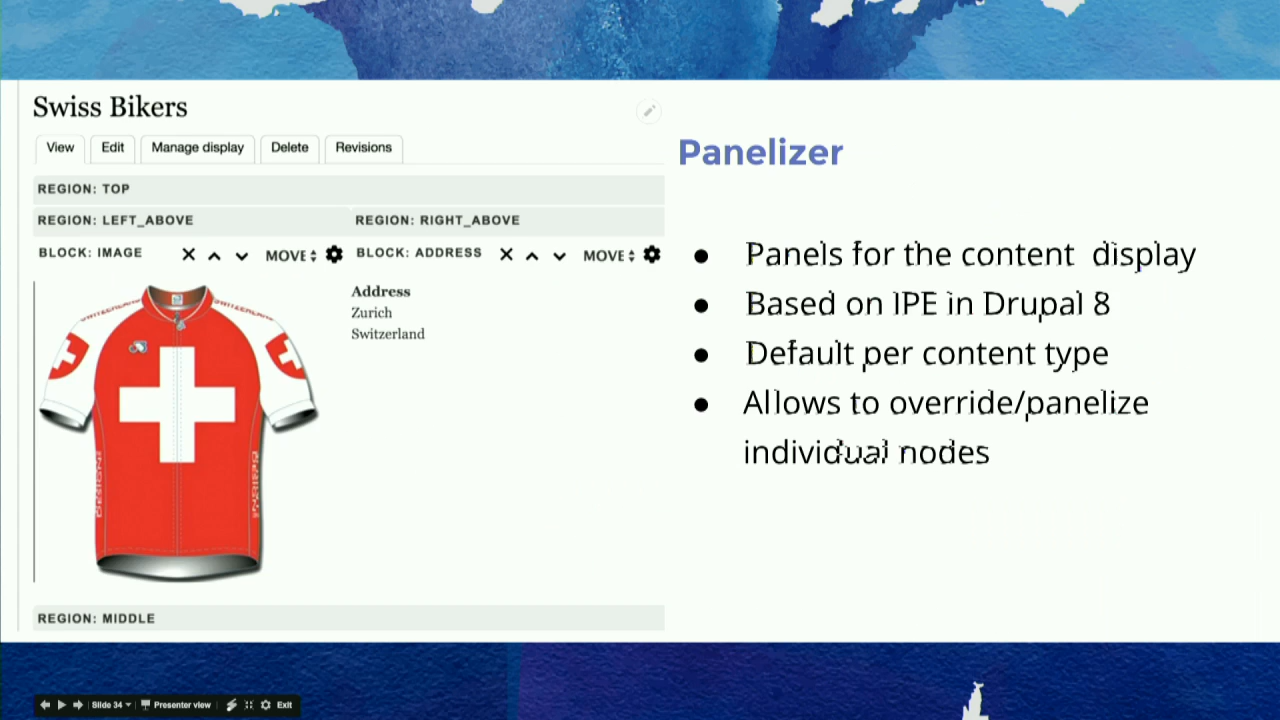 Swiss Bikers
View Edit Manage display Delete Revisions
REGION: TOP
REGION: LEFT_ABOVE REGION: RIGHT_ABOVE
BLOCK: IMAGE MOVE BLOCK: ADDRESS MOVE
SWITZERLAND
Address
Zurich
Switzerland
REGION: MIDDLE
Panelizer
● Panels for the content display
● Based on IPE in Drupal 8
● Default per content type
● Allows to override/panelize
individual nodes
Slide 34 Presenter view Exit